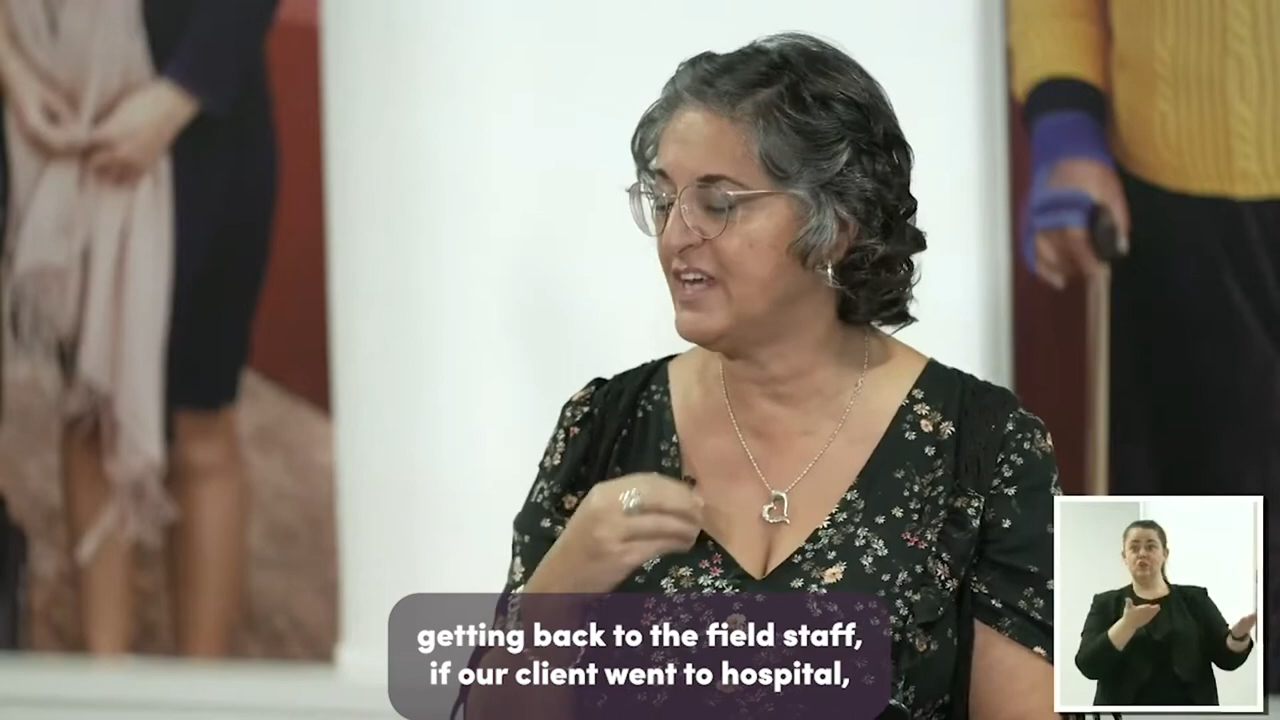 getting back to the field staff,
if our client went to hospital,